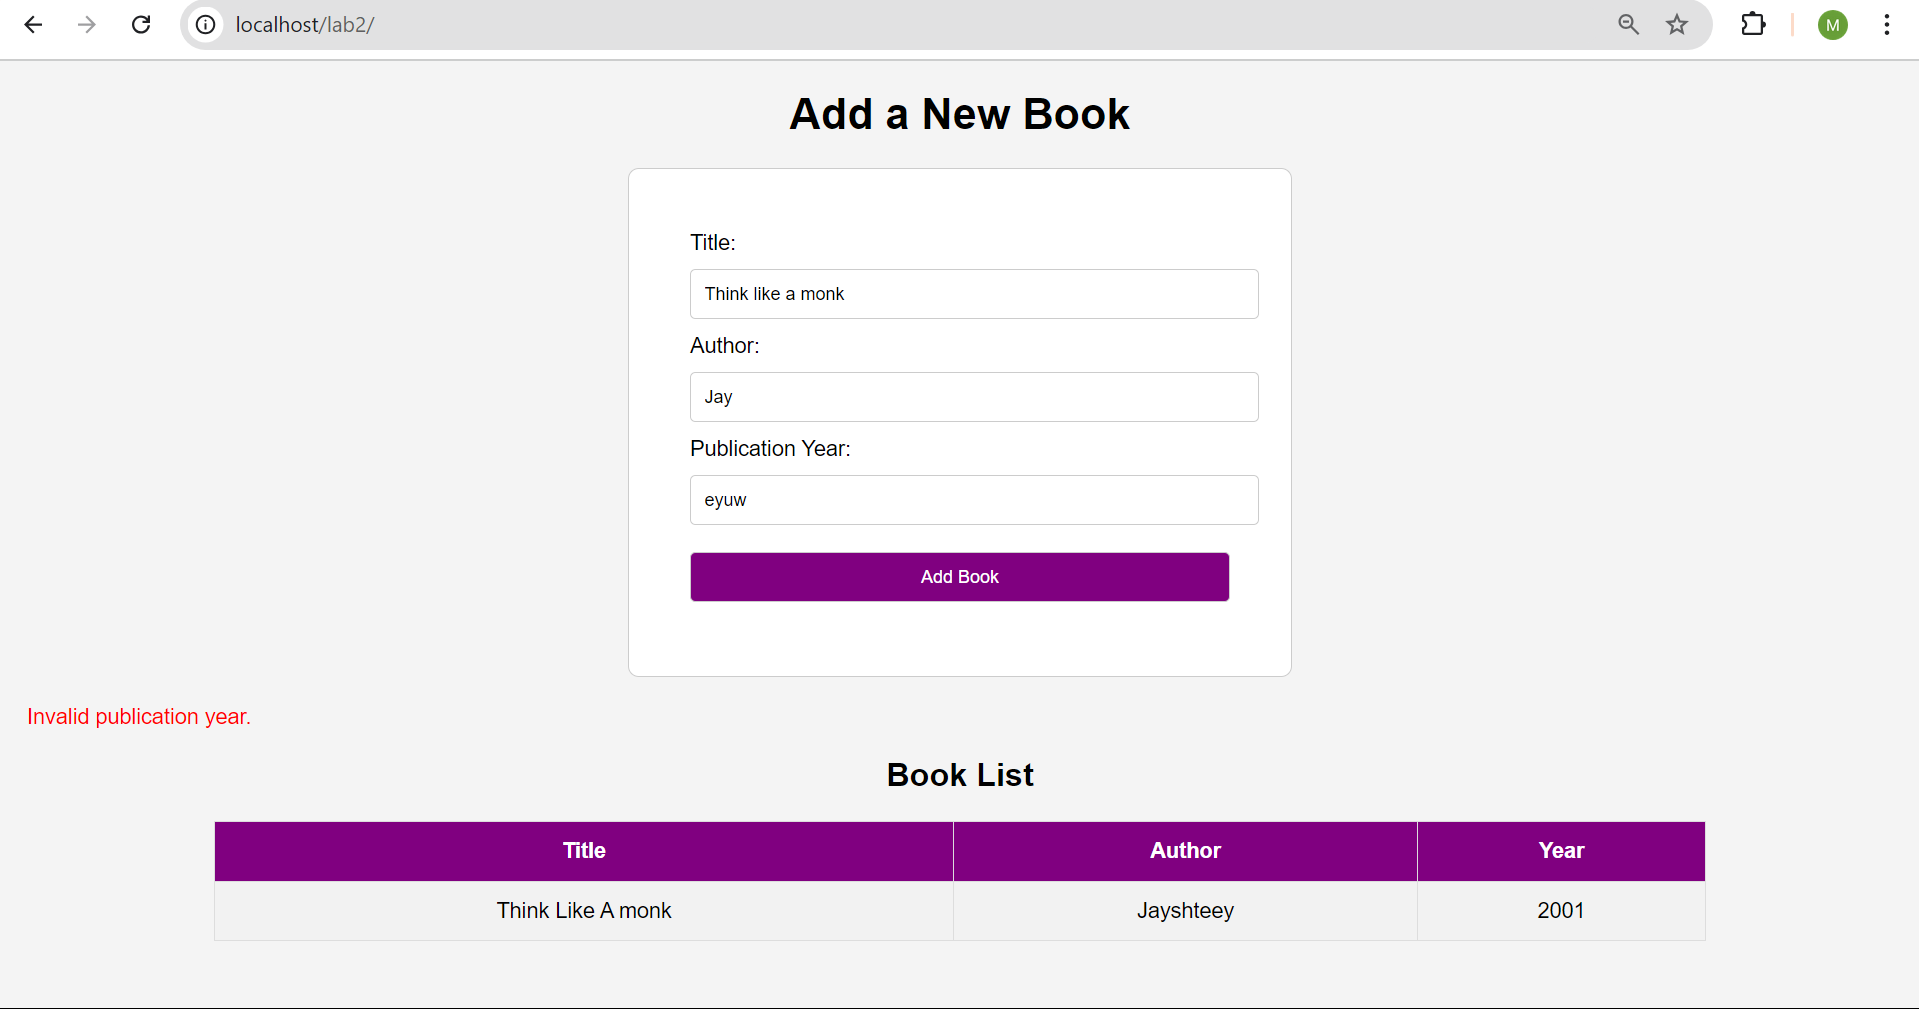 localhost/lab2/
M
Add a New Book
Title:
Think like a monk
Author:
Jay
Publication Year:
eyuw
Add Book
Invalid publication year.
Book List
Title Author Year
Think Like A monk Jayshteey 2001